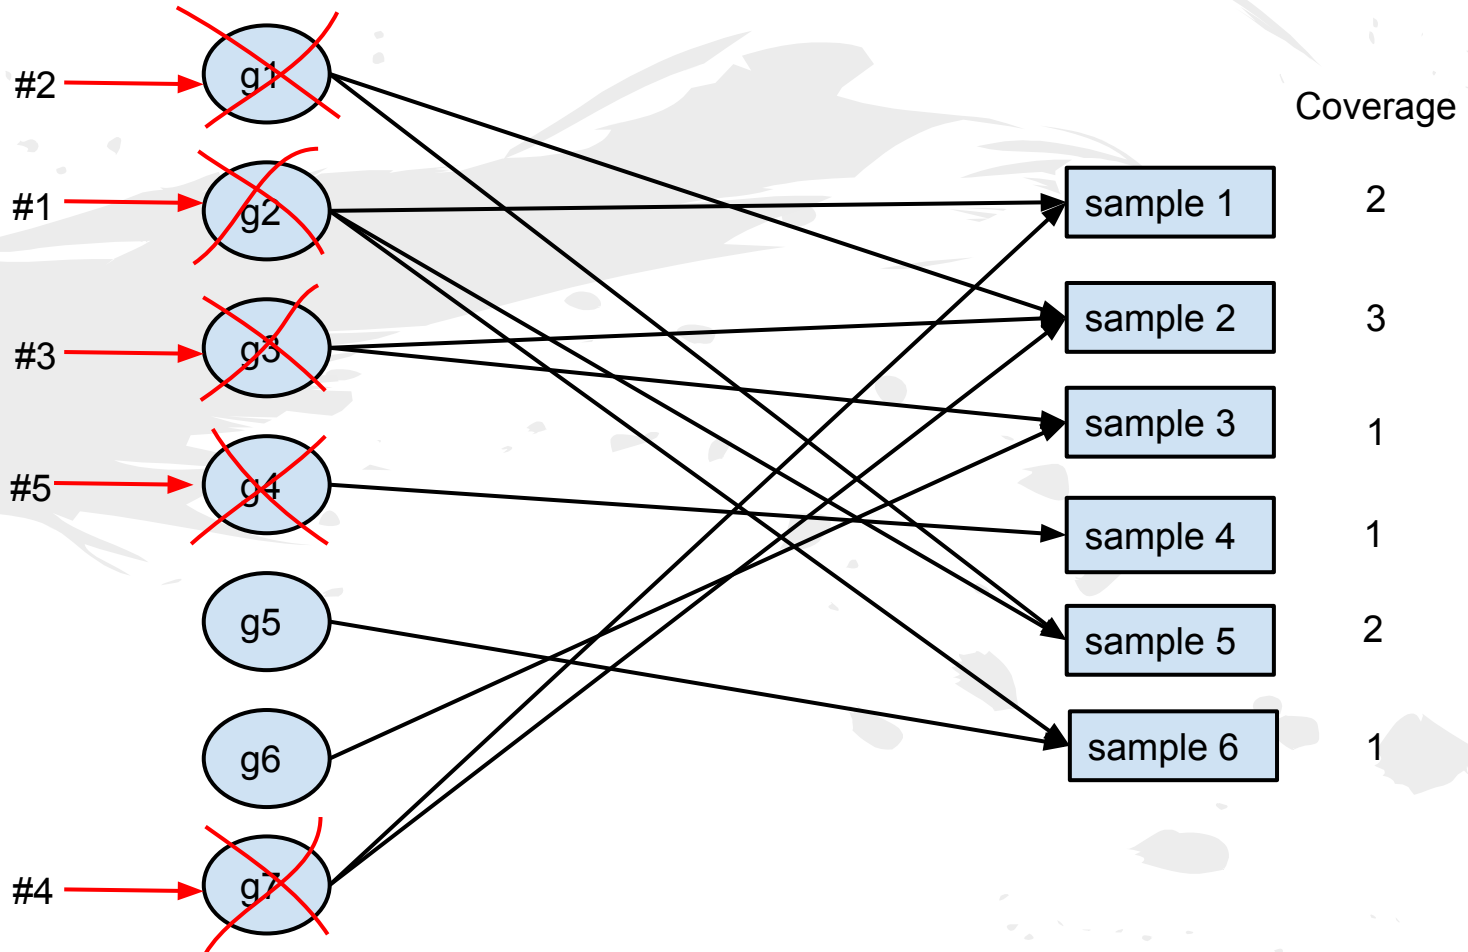 Coverage
#2 g1
#1 g2 sample 1 2
#3 g3 sample 2 3
sample 3 1
#5 g4 sample 4 1
g5 sample 5 2
g6 sample 6 1
#4 g7